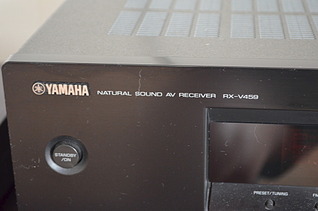 YAMAHA NATURAL SOUND AV RECEIVER RX-V459
STANDBY
/ON
PRESET/TUNING